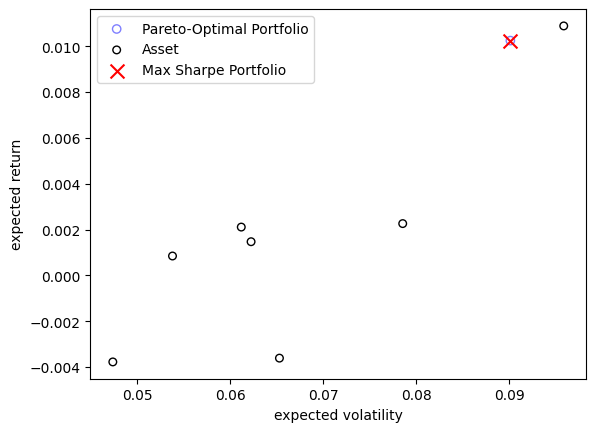 Pareto-Optimal Portfolio
Asset
Max Sharpe Portfolio
0.010
0.008
0.006
0.004
0.002
0.000
−0.002
−0.004
expected return
0.05 0.06 0.07 0.08 0.09
expected volatility